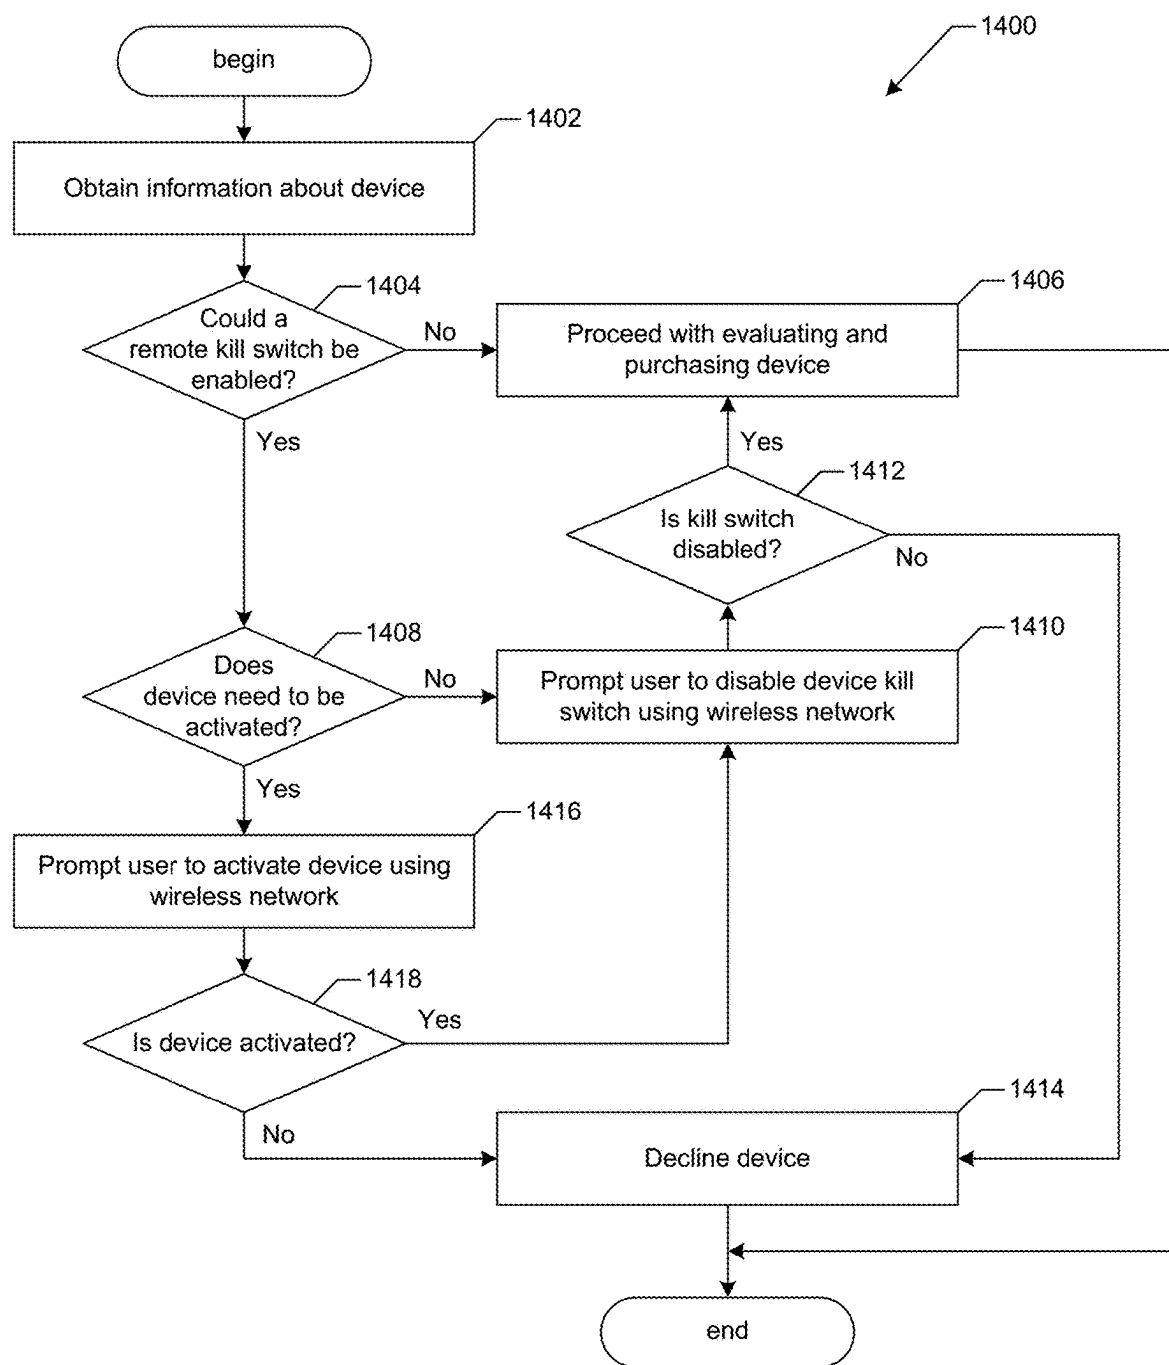 1400
begin
1402
Obtain information about device
1404
Could a
remote kill switch be
enabled?
No
Yes
1406
Proceed with evaluating and
purchasing device
Yes
1412
Is kill switch
disabled?
No
1408
Does
device need to be
activated?
No
Yes
1410
Prompt user to disable device kill
switch using wireless network
1416
Prompt user to activate device using
wireless network
1418
Is device activated?
Yes
No
1414
Decline device
end